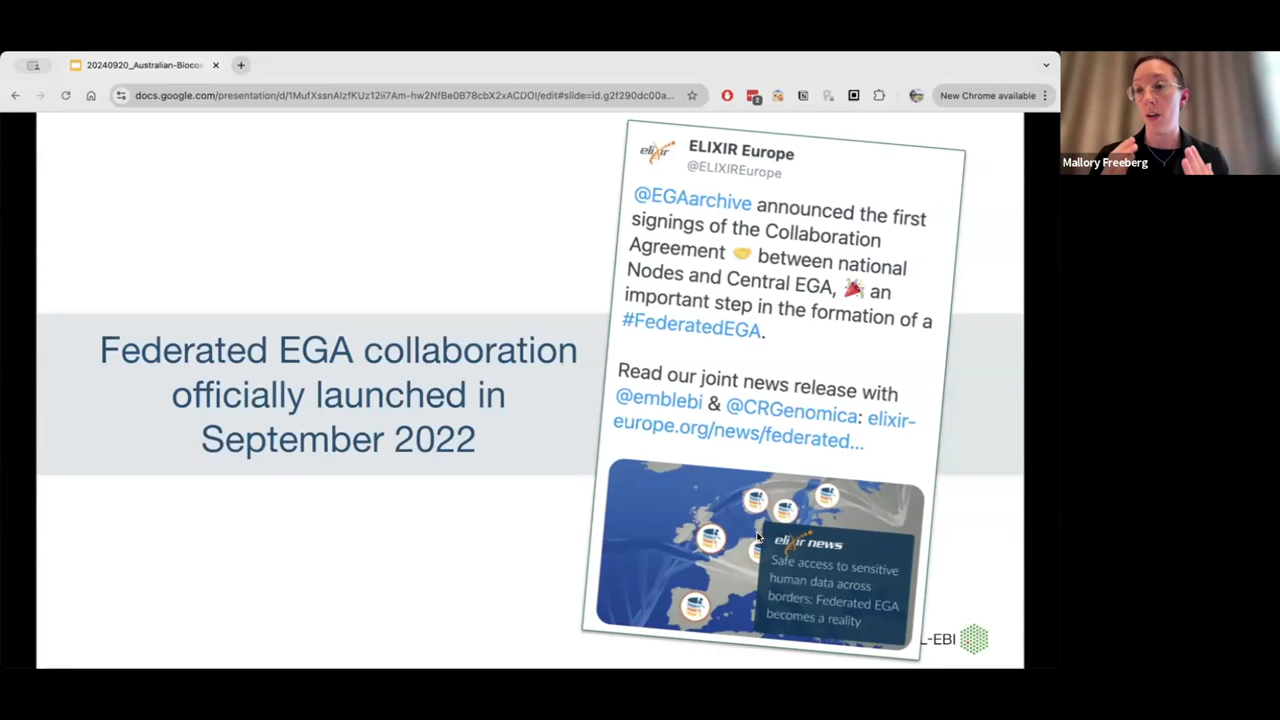 20240920_Australian-Bioco
docs.google.com/presentation/d/1MufXssnAlzfKUz12ii7Am-hw2NfBe0B78cbX2xACDOI/edit#slide=id.g2f290dc00a...
2
New Chrome available
Mallory Freeberg
Federated EGA collaboration
officially launched in
September 2022
elixir
ELIXIR Europe
@ELIXIREurope
@EGAarchive announced the first
signings of the Collaboration
Agreement 🤝 between national
Nodes and Central EGA, 🎉 an
important step in the formation of a
#FederatedEGA.
Read our joint news release with
@emblebi & @CRGenomica: elixir-
europe.org/news/federated...
elixir news
Safe access to sensitive
human data across
borders: Federated EGA
becomes a reality
-EBI